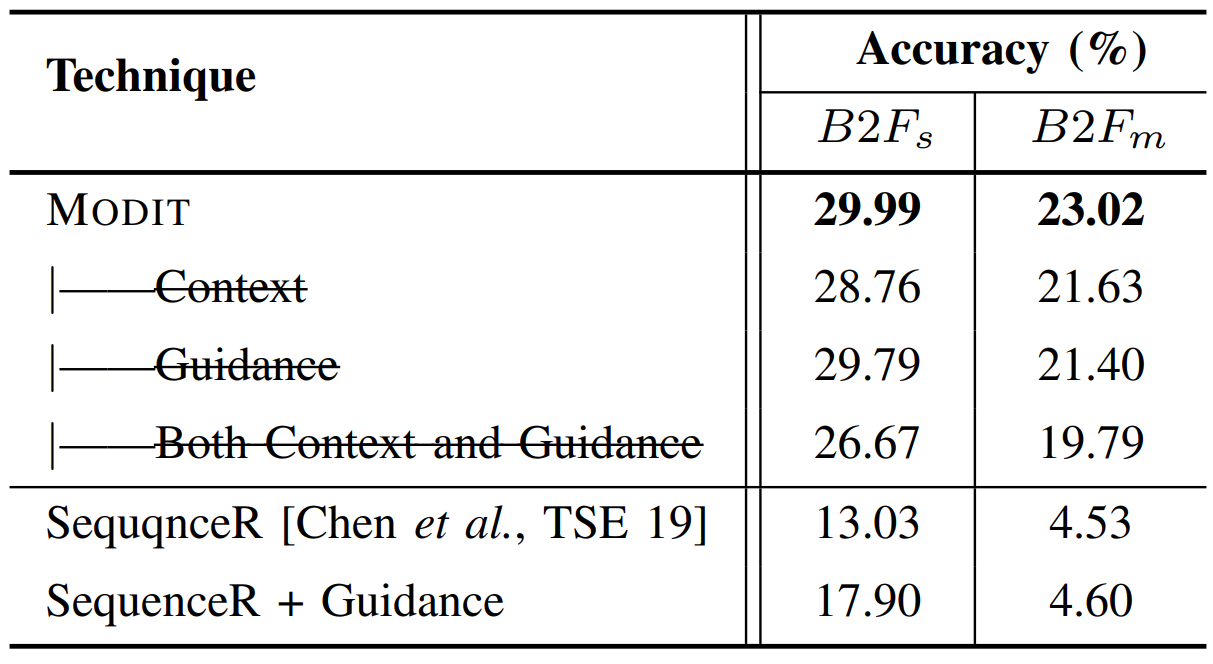 Technique Accuracy (%)
B2Fs B2Fm
MODIT 29.99 23.02
|——Context 28.76 21.63
|——Guidance 29.79 21.40
|——Both Context and Guidance 26.67 19.79
SequqnceR [Chen et al., TSE 19] 13.03 4.53
SequenceR + Guidance 17.90 4.60